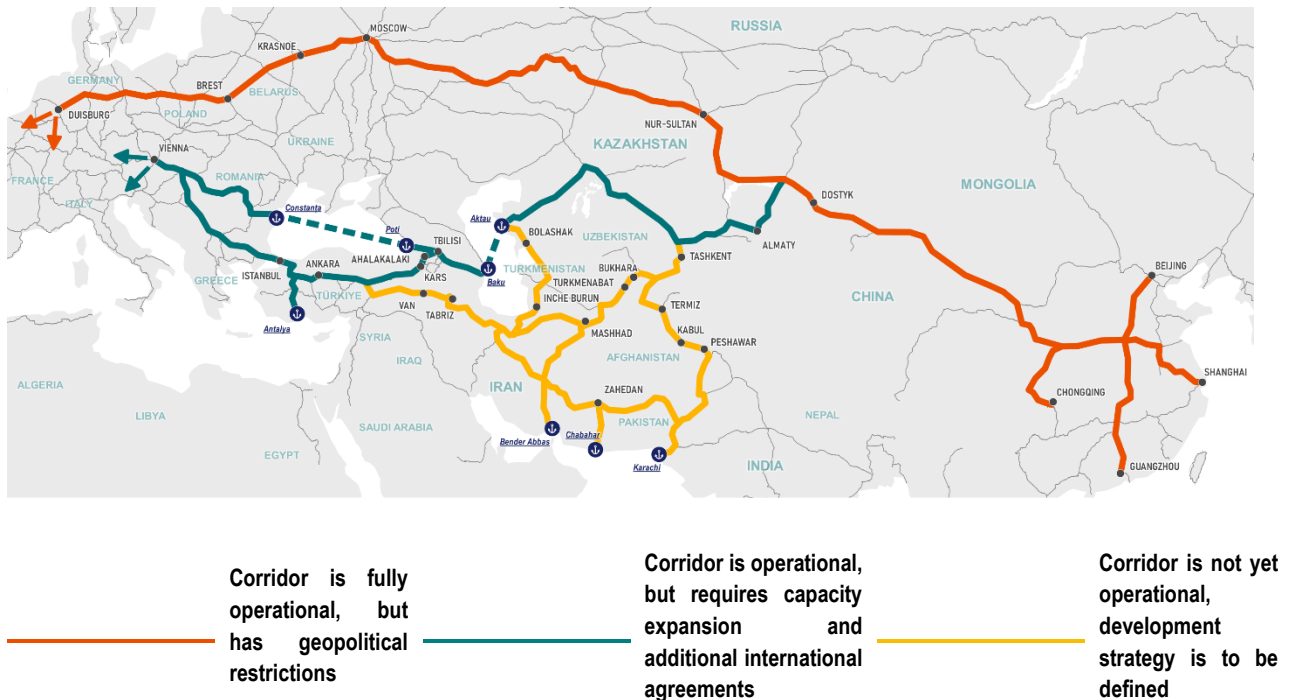 MOSCOW
RUSSIA
KRASNOE
GERMANY
BREST
BELARUS
DUISBURG
POLAND
NUR-SULTAN
UKRAINE
KAZAKHSTAN
VIENNA
FRANCE
ROMANIA
MONGOLIA
DOSTYK
ITALY
Constanța
Aktau
Poti
BOLASHAK
UZBEKISTAN
ALMATY
TBILISI
AHALAKALAKI
TASHKENT
ANKARA
BUKHARA
TURKMENISTAN
BEIJING
ISTANBUL
GREECE
KARS
Baku
TURKMENABAT
TÜRKIYE
VAN
INCHE-BURUN
TERMIZ
CHINA
Antalya
TABRIZ
MASHHAD
KABUL
SYRIA
PESHAWAR
IRAQ
AFGHANISTAN
SHANGHAI
ALGERIA
IRAN
ZAHEDAN
CHONGQING
LIBYA
NEPAL
SAUDI ARABIA
PAKISTAN
Bender Abbas
Chabahar
EGYPT
Karachi
INDIA
GUANGZHOU
Corridor is fully
operational, but
has geopolitical
restrictions
Corridor is operational,
but requires capacity
expansion and
additional international
agreements
Corridor is not yet
operational,
development
strategy is to be
defined